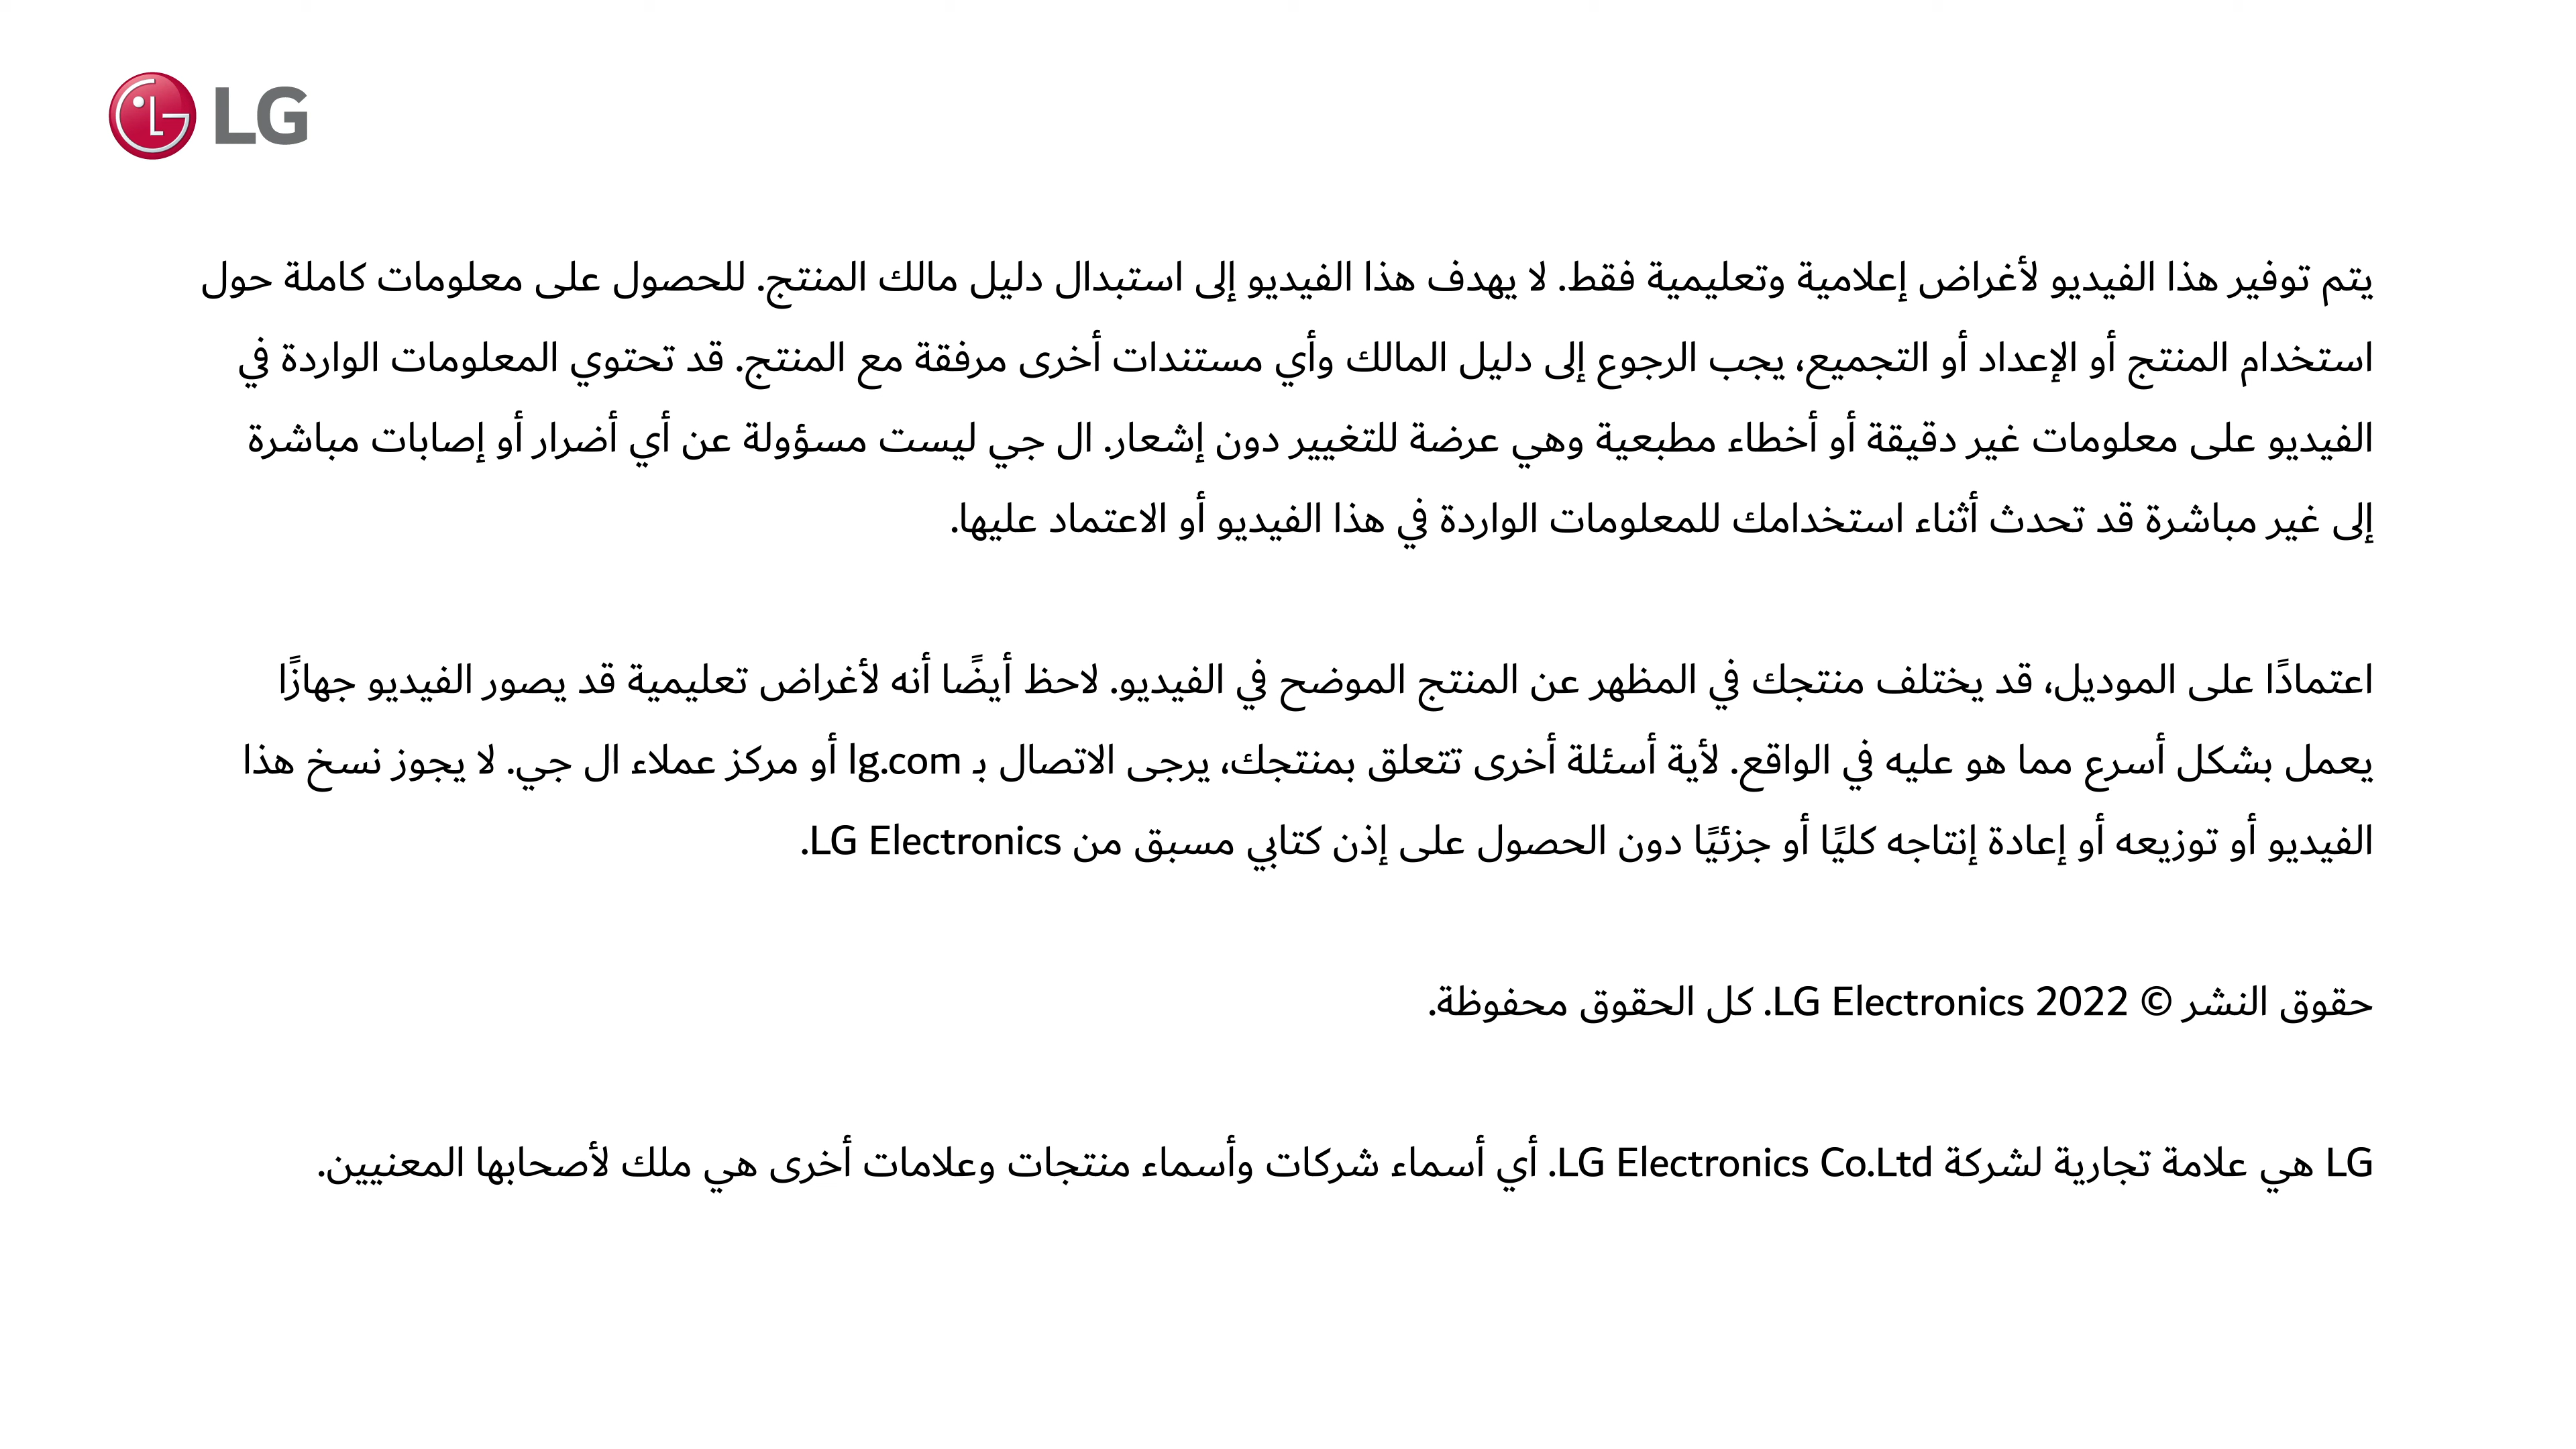 LG
يتم توفير هذا الفيديو لأغراض إعلامية وتعليمية فقط. لا يهدف هذا الفيديو إلى استبدال دليل مالك المنتج. للحصول على معلومات كاملة حول
استخدام المنتج أو الإعداد أو التجميع، يجب الرجوع إلى دليل المالك وأي مستندات أخرى مرفقة مع المنتج. قد تحتوي المعلومات الواردة في
الفيديو على معلومات غير دقيقة أو أخطاء مطبعية وهي عرضة للتغيير دون إشعار. ال جي ليست مسؤولة عن أي أضرار أو إصابات مباشرة
إلى غير مباشرة قد تحدث أثناء استخدامك للمعلومات الواردة في هذا الفيديو أو الاعتماد عليها.
اعتمادًا على الموديل، قد يختلف منتجك في المظهر عن المنتج الموضح في الفيديو. لاحظ أيضًا أنه لأغراض تعليمية قد يصور الفيديو جهازًا
يعمل بشكل أسرع مما هو عليه في الواقع. لأية أسئلة أخرى تتعلق بمنتجك، يرجى الاتصال بـ lg.com أو مركز عملاء ال جي. لا يجوز نسخ هذا
الفيديو أو توزيعه أو إعادة إنتاجه كليًا أو جزئيًا دون الحصول على إذن كتابي مسبق من LG Electronics.
حقوق النشر © 2022 LG Electronics. كل الحقوق محفوظة.
LG هي علامة تجارية لشركة LG Electronics Co.Ltd. أي أسماء شركات وأسماء منتجات وعلامات أخرى هي ملك لأصحابها المعنيين.